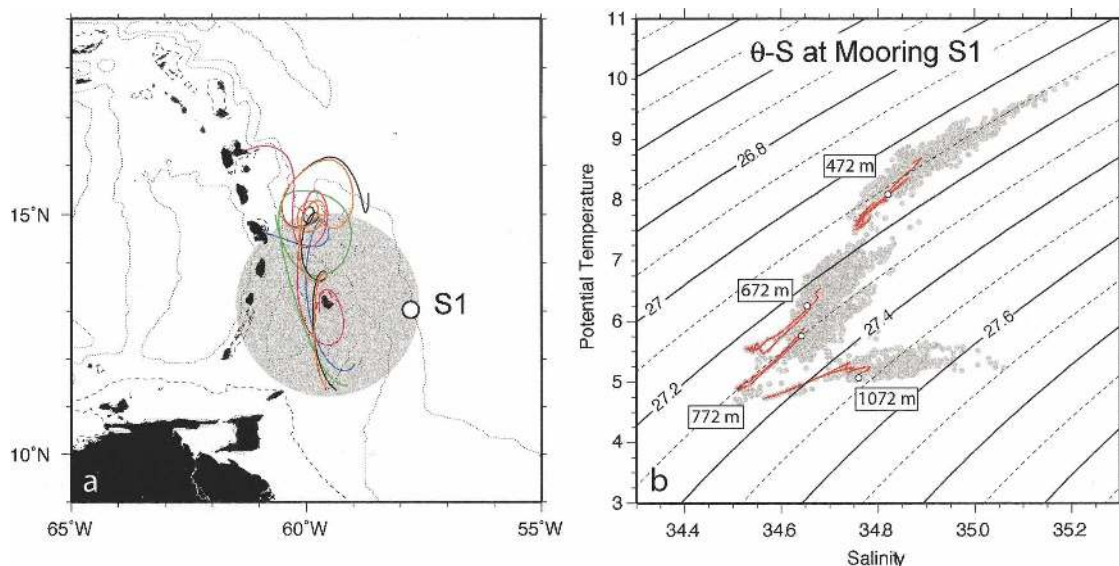 15°N
10°N
65°W
60°W
55°W
S1
a
θ-S at Mooring S1
Potential Temperature
11
10
9
8
7
6
5
4
3
34.4
34.6
34.8
35.0
35.2
Salinity
26.8
27
27.2
27.4
27.6
472 m
672 m
772 m
1072 m
b